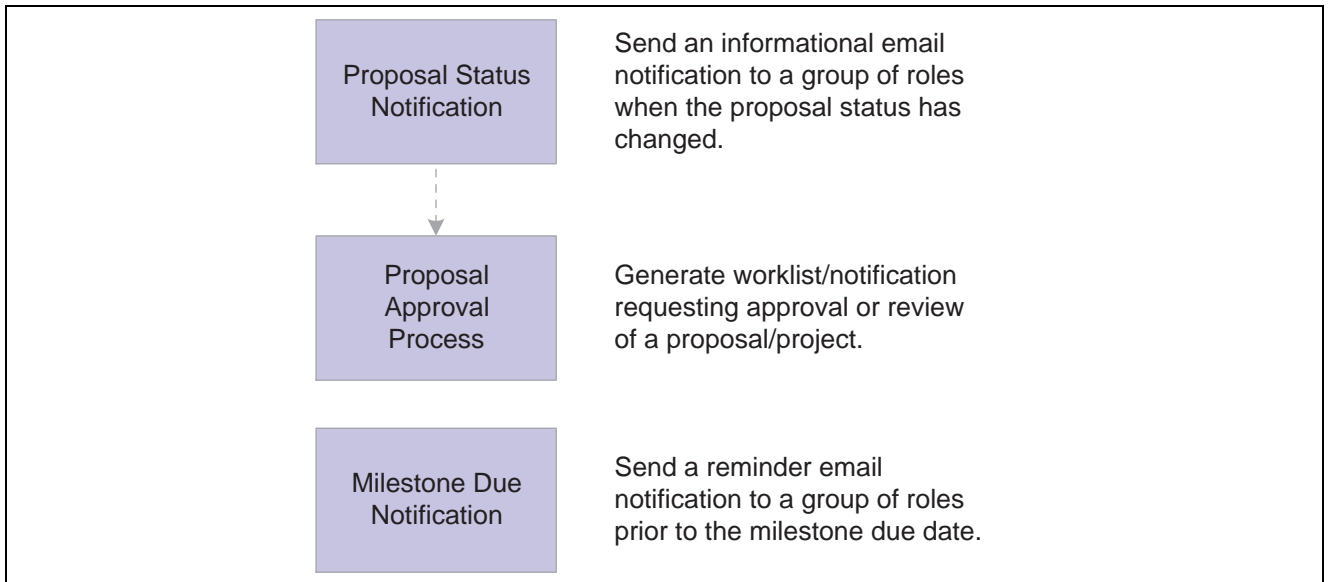 Proposal Status
Notification
Send an informational email
notification to a group of roles
when the proposal status has
changed.
Proposal
Approval
Process
Generate worklist/notification
requesting approval or review
of a proposal/project.
Milestone Due
Notification
Send a reminder email
notification to a group of roles
prior to the milestone due date.